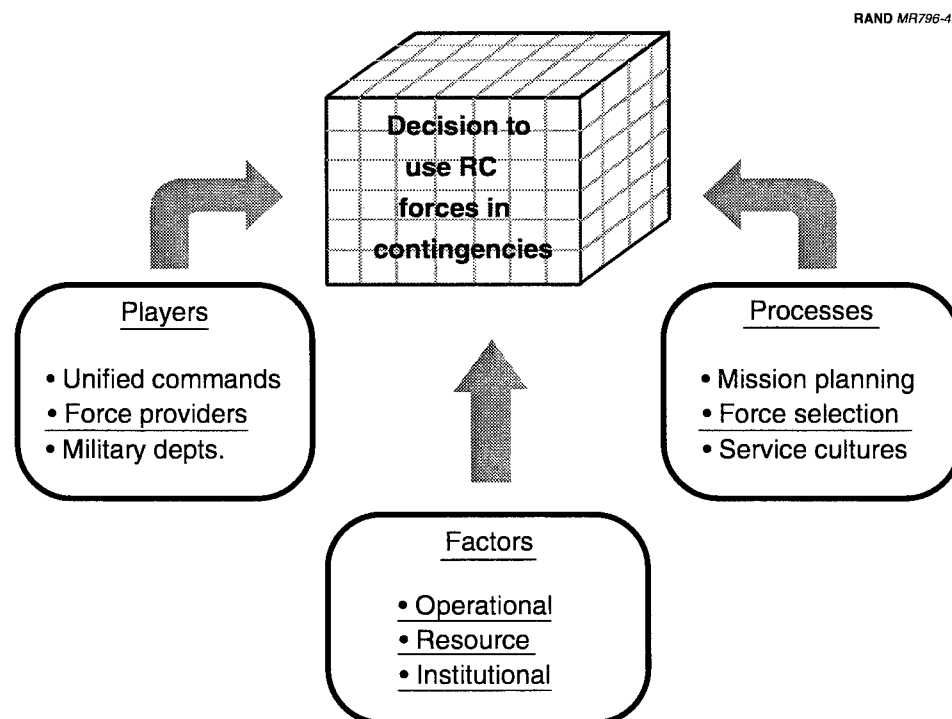 RAND MR796-4
Decision to
use RC
forces in
contingencies
Players
• Unified commands
• Force providers
• Military depts.
Processes
• Mission planning
• Force selection
• Service cultures
Factors
• Operational
• Resource
• Institutional